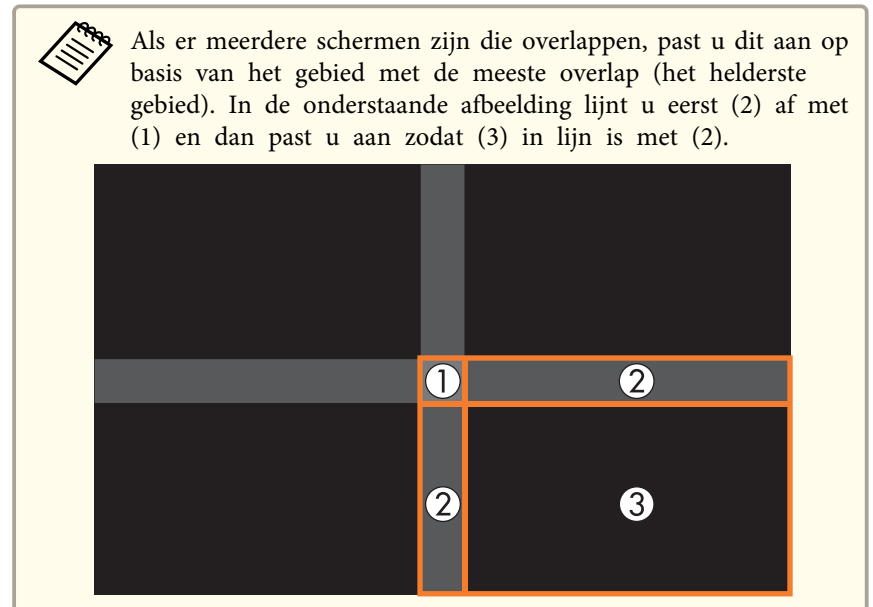 Als er meerdere schermen zijn die overlappen, past u dit aan op
basis van het gebied met de meeste overlap (het helderste
gebied). In de onderstaande afbeelding lijnt u eerst (2) af met
(1) en dan past u aan zodat (3) in lijn is met (2).
1 2
2 3